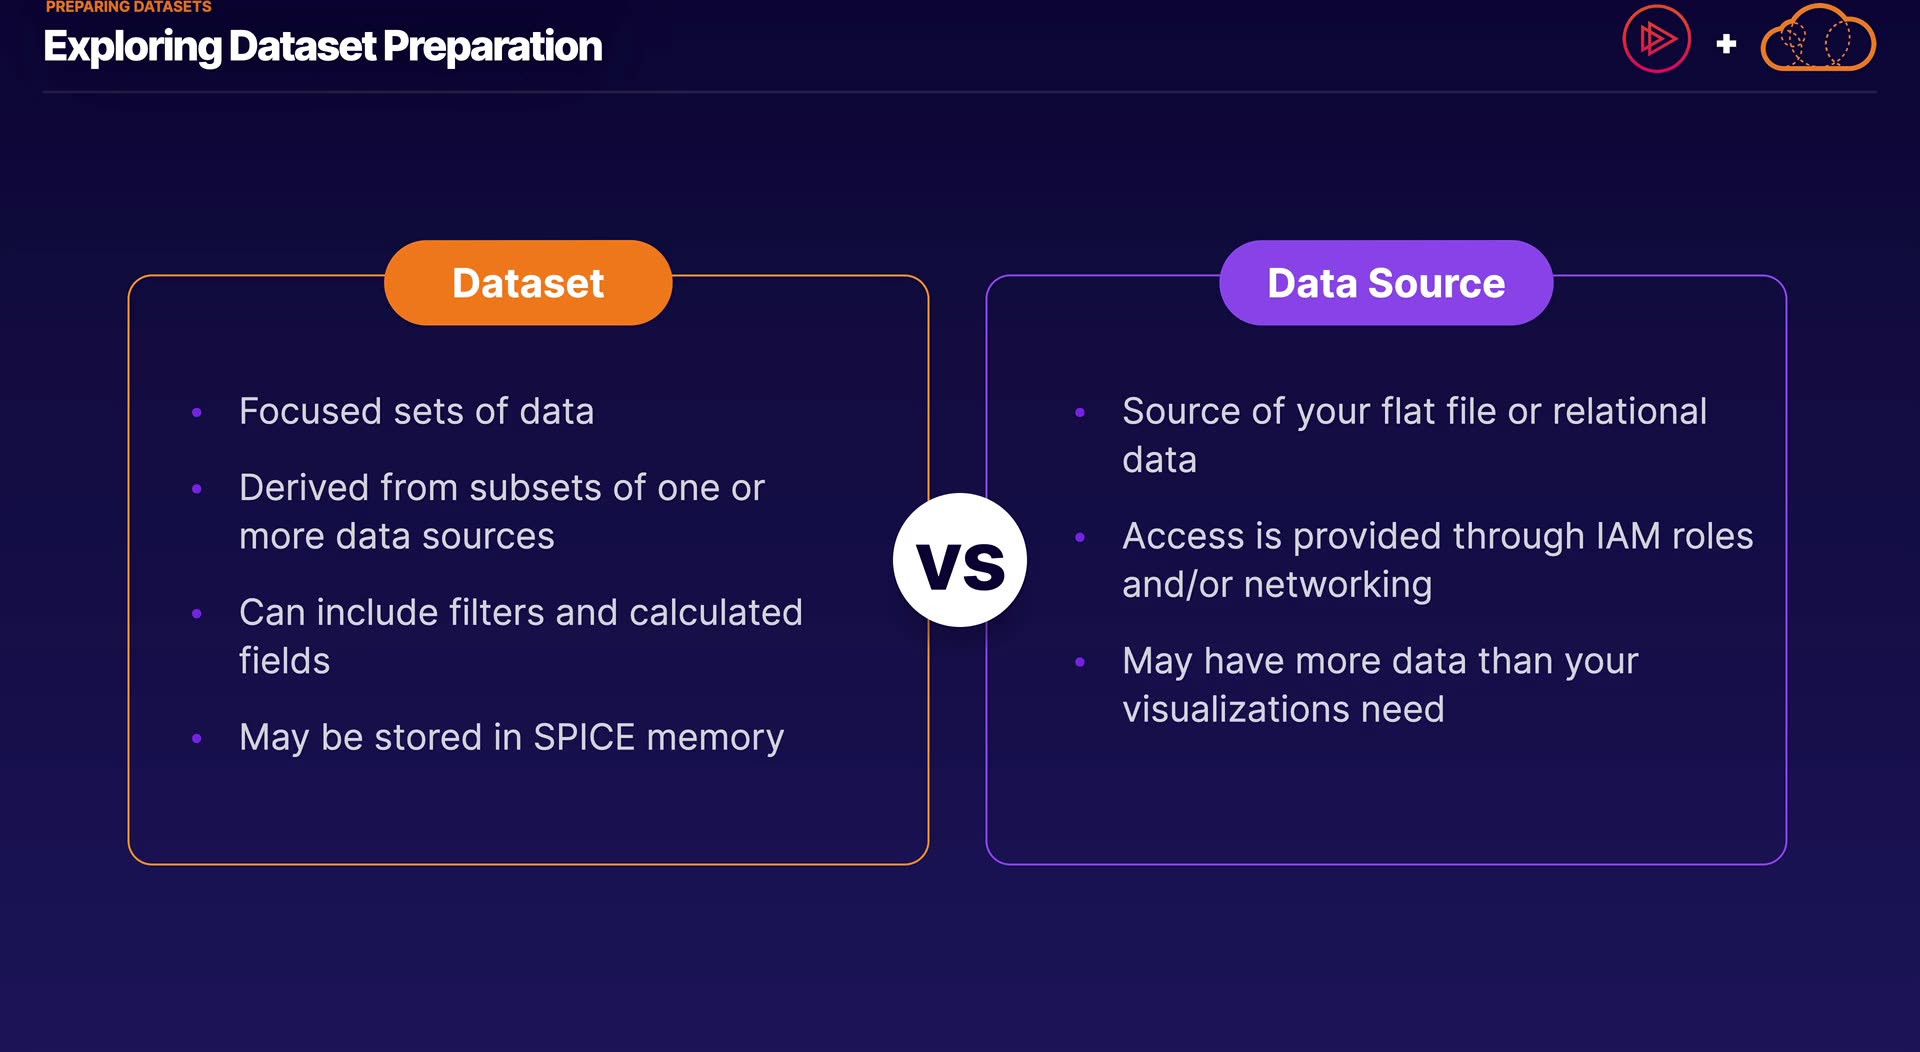 PREPARING DATASETS
Exploring Dataset Preparation
+
Dataset
• Focused sets of data
• Derived from subsets of one or
more data sources
• Can include filters and calculated
fields
• May be stored in SPICE memory
vs
Data Source
• Source of your flat file or relational
data
• Access is provided through IAM roles
and/or networking
• May have more data than your
visualizations need